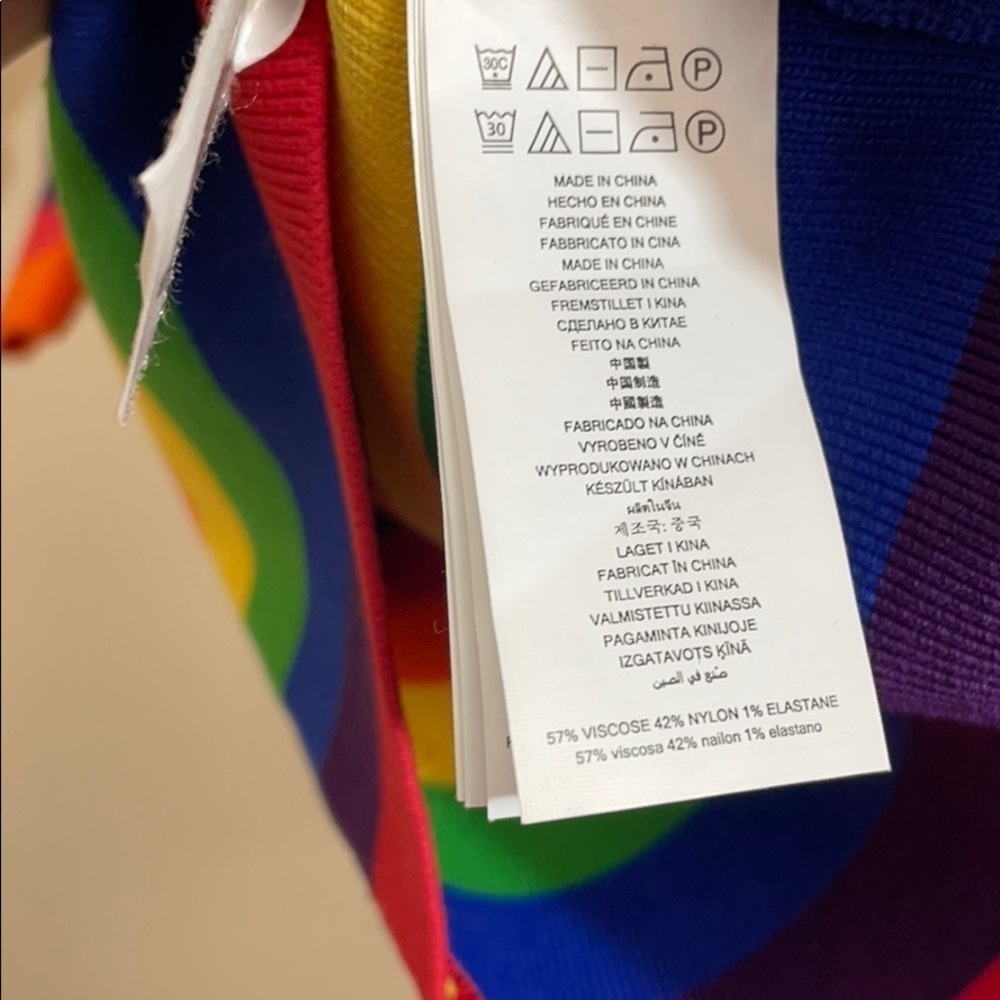 30C P
30 P
MADE IN CHINA
HECHO EN CHINA
FABRIQUÉ EN CHINE
FABBRICATO IN CINA
MADE IN CHINA
GEFABRICEERD IN CHINA
FREMSTILLET I KINA
СДЕЛАНО В КИТАЕ
FEITO NA CHINA
中国製
中国制造
中國製造
FABRICADO NA CHINA
VYROBENO V ČÍNĚ
WYPRODUKOWANO W CHINACH
KÉSZÜLT KÍNÁBAN
ผลิตในจีน
제조국: 중국
LAGET I KINA
FABRICAT ÎN CHINA
TILLVERKAD I KINA
VALMISTETTU KIINASSA
PAGAMINTA KINIJOJE
IZGATAVOTS ĶĪNĀ
صنع في الصين
57% VISCOSE 42% NYLON 1% ELASTANE
57% viscosa 42% nailon 1% elastano